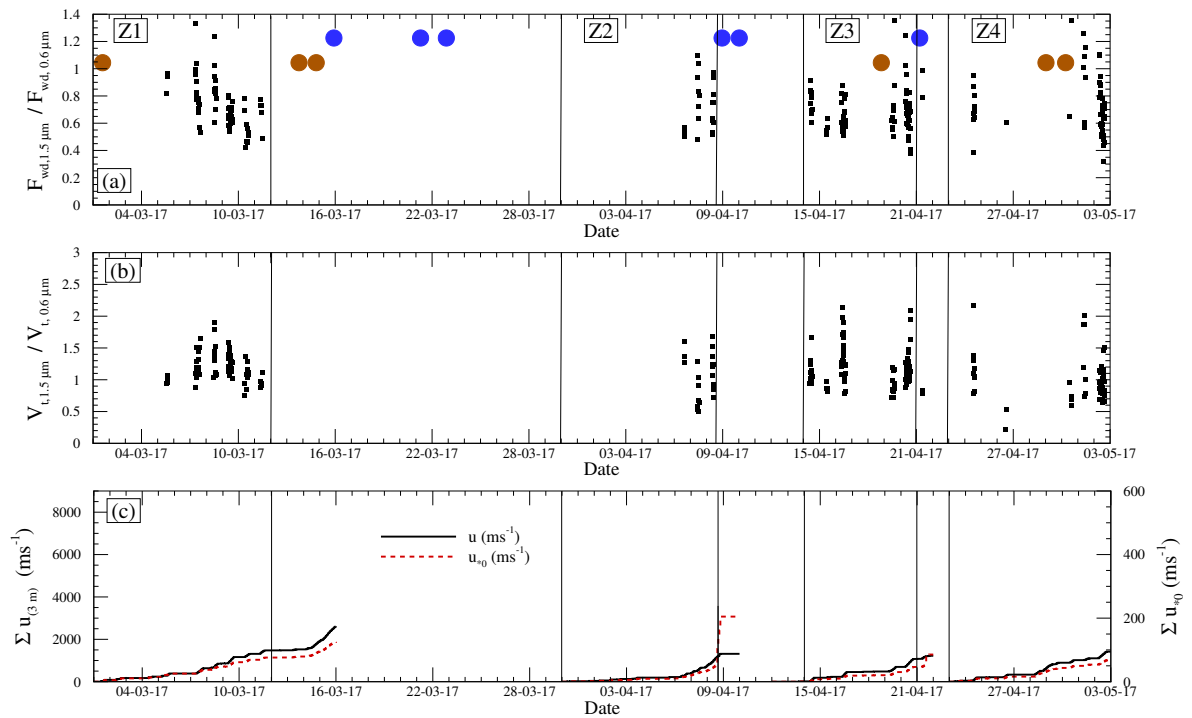 F_wd,1.5 μm / F_wd, 0.6 μm
1.4
1.2
1
0.8
0.6
0.4
0.2
0
Z1
Z2
Z3
Z4
(a)
04-03-17 10-03-17 16-03-17 22-03-17 28-03-17 03-04-17 09-04-17 15-04-17 21-04-17 27-04-17 03-05-17
Date
V_t,1.5 μm / V_t, 0.6 μm
3
2.5
2
1.5
1
0.5
0
(b)
04-03-17 10-03-17 16-03-17 22-03-17 28-03-17 03-04-17 09-04-17 15-04-17 21-04-17 27-04-17 03-05-17
Date
Σ u_(3 m) (ms⁻¹)
8000
6000
4000
2000
0
(c)
u (ms⁻¹)
u_*0 (ms⁻¹)
600
500
400
300
200
100
0
Σ u_*0 (ms⁻¹)
04-03-17 10-03-17 16-03-17 22-03-17 28-03-17 03-04-17 09-04-17 15-04-17 21-04-17 27-04-17 03-05-17
Date